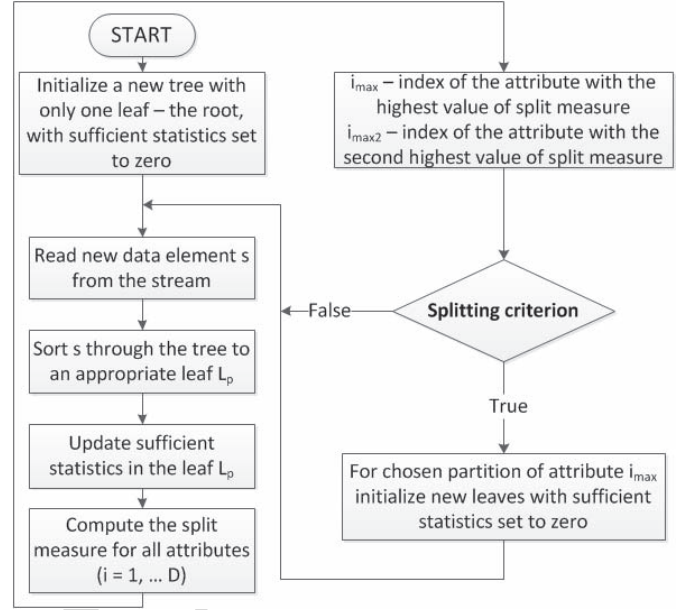 START
Initialize a new tree with
only one leaf – the root,
with sufficient statistics set
to zero
Read new data element s
from the stream
Sort s through the tree to
an appropriate leaf Lₚ
Update sufficient
statistics in the leaf Lₚ
Compute the split
measure for all attributes
(i = 1, ... D)
iₘₐₓ – index of the attribute with the
highest value of split measure
iₘₐₓ₂ – index of the attribute with the
second highest value of split measure
Splitting criterion
False
True
For chosen partition of attribute iₘₐₓ
initialize new leaves with sufficient
statistics set to zero